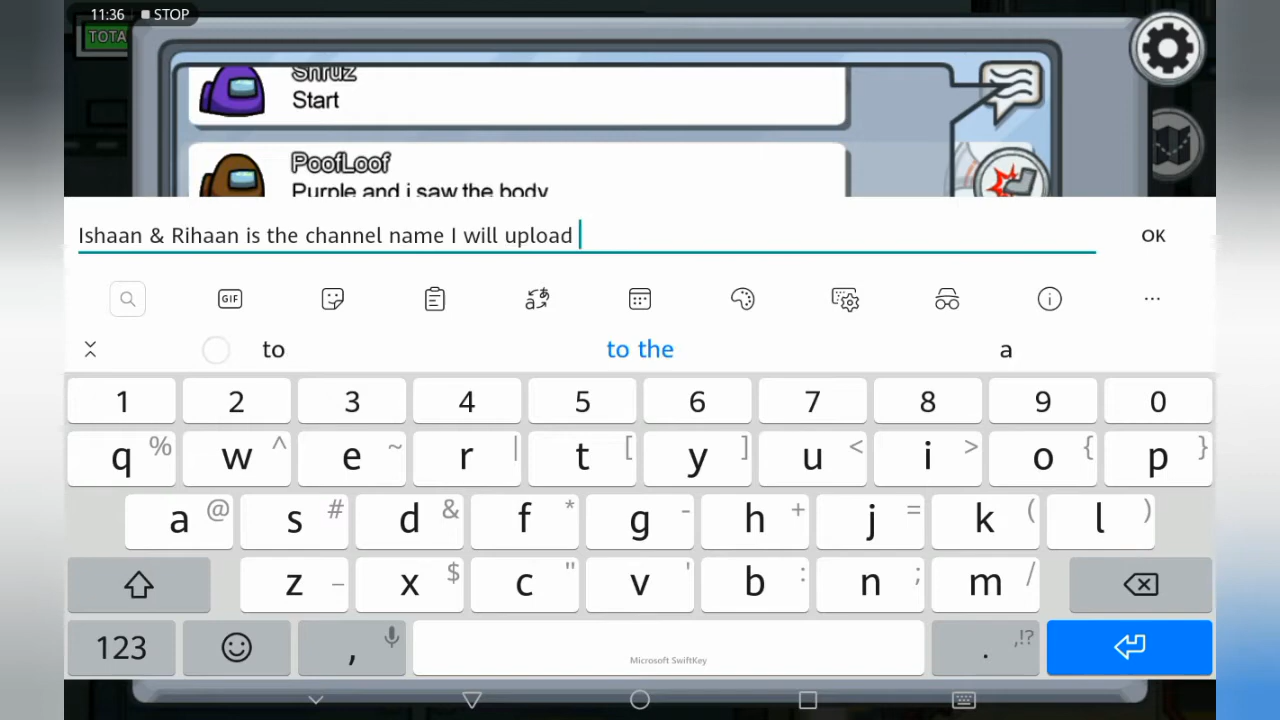 11:36 STOP
TOTA
Shruz
Start
PoofLoof
Purple and i saw the body
Ishaan & Rihaan is the channel name I will upload
OK
GIF
to to the a
1 2 3 4 5 6 7 8 9 0
q % w ^ e ~ r | t [ y ] u < i > o { p }
a @ s # d & f * g - h + j = k ( l )
z _ x $ c " v ' b : n ; m /
123 , Microsoft SwiftKey . ,!?